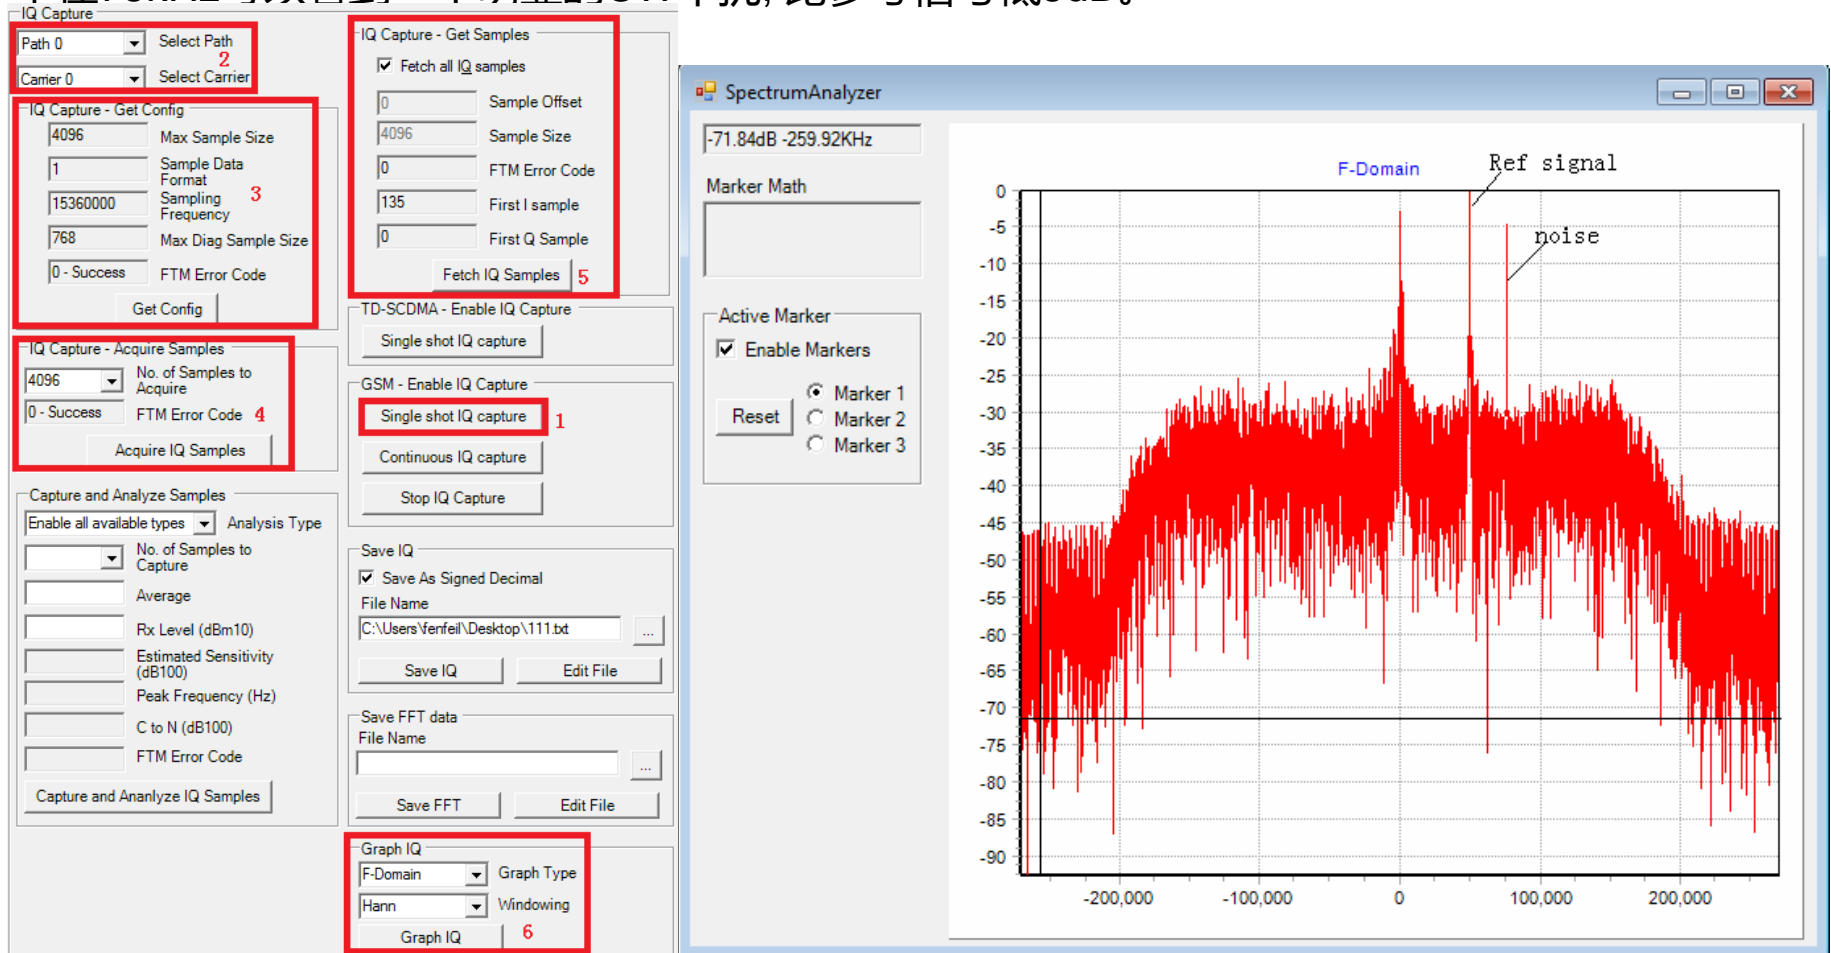 IQ Capture
Path 0 Select Path
2
Carrier 0 Select Carrier
IQ Capture - Get Config
4096 Max Sample Size
1 Sample Data Format
15360000 Sampling Frequency
3
768 Max Diag Sample Size
0 - Success FTM Error Code
Get Config
IQ Capture - Acquire Samples
4096 No. of Samples to Acquire
0 - Success FTM Error Code 4
Acquire IQ Samples
Capture and Analyze Samples
Enable all available types Analysis Type
No. of Samples to Capture
Average
Rx Level (dBm10)
Estimated Sensitivity (dB100)
Peak Frequency (Hz)
C to N (dB100)
FTM Error Code
Capture and Ananlyze IQ Samples
IQ Capture - Get Samples
Fetch all IQ samples
0 Sample Offset
4096 Sample Size
0 FTM Error Code
135 First I sample
0 First Q Sample
Fetch IQ Samples 5
TD-SCDMA - Enable IQ Capture
Single shot IQ capture
GSM - Enable IQ Capture
Single shot IQ capture 1
Continuous IQ capture
Stop IQ Capture
Save IQ
Save As Signed Decimal
File Name
C:\Users\fenfeil\Desktop\111.txt ...
Save IQ Edit File
Save FFT data
File Name
...
Save FFT Edit File
Graph IQ
F-Domain Graph Type
Hann Windowing
Graph IQ 6
SpectrumAnalyzer
-71.84dB -259.92KHz
Marker Math
Active Marker
Enable Markers
Reset
Marker 1
Marker 2
Marker 3
F-Domain
Ref signal
noise
0
-5
-10
-15
-20
-25
-30
-35
-40
-45
-50
-55
-60
-65
-70
-75
-80
-85
-90
-200,000 -100,000 0 100,000 200,000